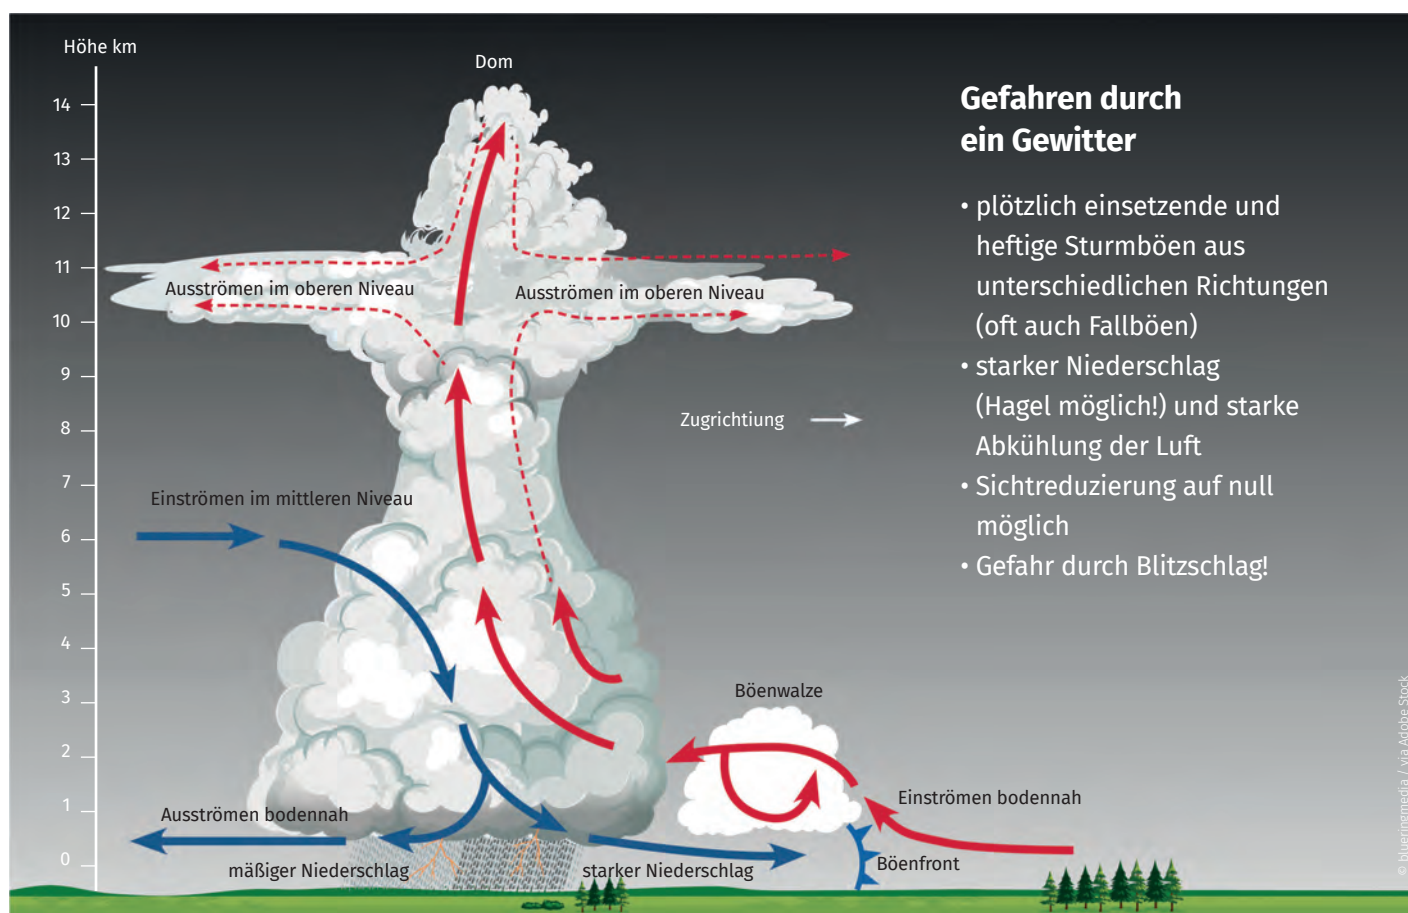 Höhe km
Dom
14
13
12
11
10
9
8
7
6
5
4
3
2
1
0
Ausströmen im oberen Niveau
Ausströmen im oberen Niveau
Zugrichtiung
Einströmen im mittleren Niveau
Böenwalze
Ausströmen bodennah
Einströmen bodennah
mäßiger Niederschlag
starker Niederschlag
Böenfront
Gefahren durch
ein Gewitter
• plötzlich einsetzende und
heftige Sturmböen aus
unterschiedlichen Richtungen
(oft auch Fallböen)
• starker Niederschlag
(Hagel möglich!) und starke
Abkühlung der Luft
• Sichtreduzierung auf null
möglich
• Gefahr durch Blitzschlag!
© blueringmedia / via Adobe Stock